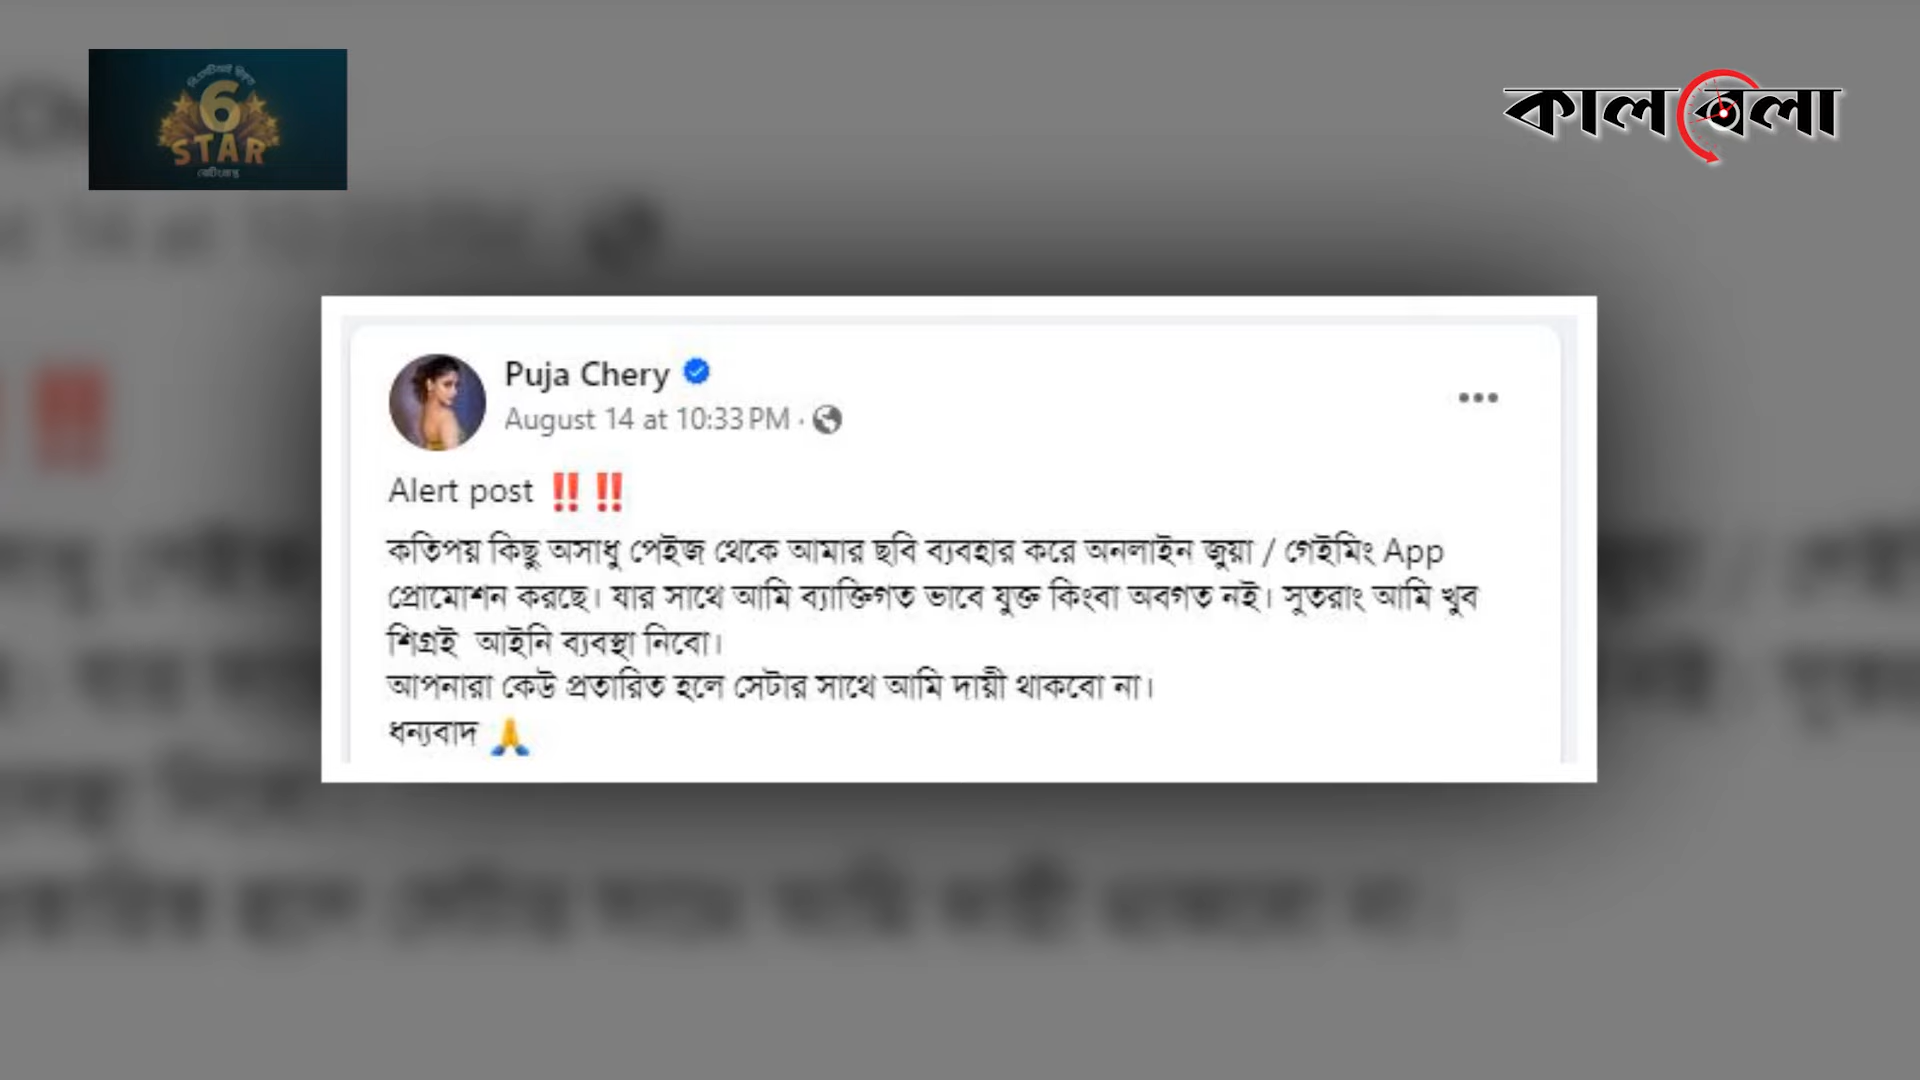 6
STAR
কালবেলা
Puja Chery
August 14 at 10:33 PM ·
Alert post ‼️ ‼️
কতিপয় কিছু অসাধু পেইজ থেকে আমার ছবি ব্যবহার করে অনলাইন জুয়া / গেইমিং App
প্রোমোশন করছে। যার সাথে আমি ব্যাক্তিগত ভাবে যুক্ত কিংবা অবগত নই। সুতরাং আমি খুব
শিগ্রই আইনি ব্যবস্থা নিবো।
আপনারা কেউ প্রতারিত হলে সেটার সাথে আমি দায়ী থাকবো না।
ধন্যবাদ 🙏